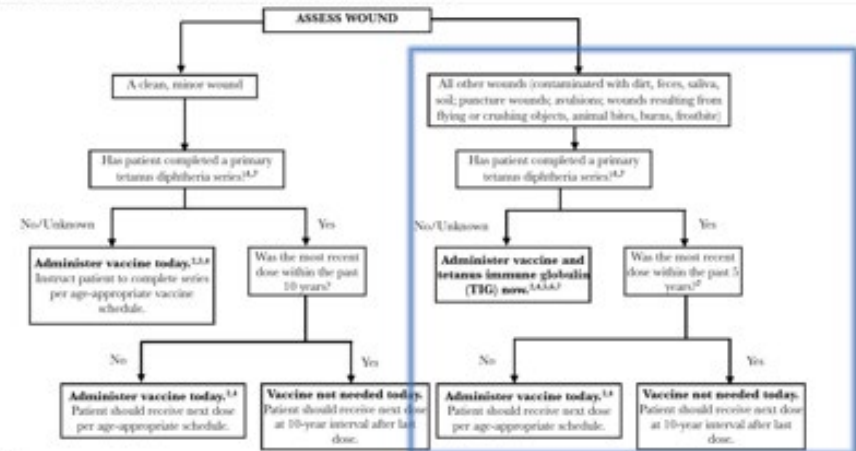 ASSESS WOUND
A clean, minor wound
All other wounds (contaminated with dirt, feces, saliva,
soil; puncture wounds; avulsions; wounds resulting from
flying or crushing objects, animal bites, burns, frostbite)
Has patient completed a primary
tetanus diphtheria series?
Has patient completed a primary
tetanus diphtheria series?
No/Unknown
Yes
No/Unknown
Yes
Administer vaccine today.
Instruct patient to complete series
per age-appropriate vaccine
schedule.
Was the most recent
dose within the past
10 years?
Administer vaccine and
tetanus immune globulin
(TIG) now.
Was the most recent
dose within the past 5
years?
No
Yes
No
Yes
Administer vaccine today.
Patient should receive next dose
per age-appropriate schedule.
Vaccine not needed today.
Patient should receive next dose
at 10-year interval after last
dose.
Administer vaccine today.
Patient should receive next dose
per age-appropriate schedule.
Vaccine not needed today.
Patient should receive next dose
at 10-year interval after last
dose.